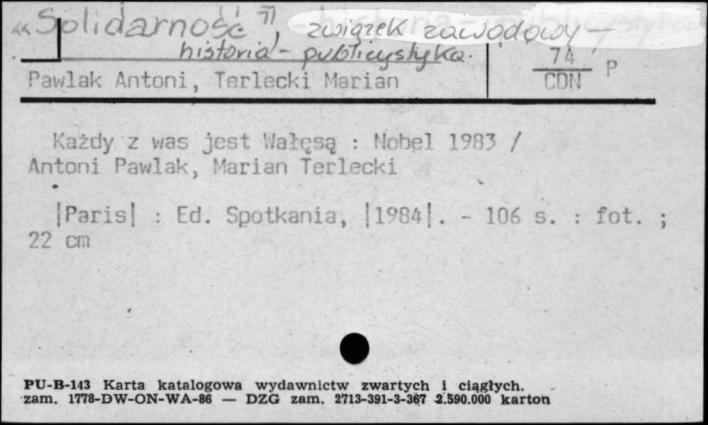 „Solidarność”, związek zawodowy –
historia – publicystyka.
74
CDN P
Pawlak Antoni, Terlecki Marian
Każdy z was jest Wałęsą : Nobel 1983 /
Antoni Pawlak, Marian Terlecki
|Paris| : Ed. Spotkania, |1984|. - 106 s. : fot. ;
22 cm
PU-B-143 Karta katalogowa wydawnictw zwartych i ciągłych.
zam. 1778-DW-ON-WA-86 — DZG zam. 2713-391-3-367 2.590.000 karton